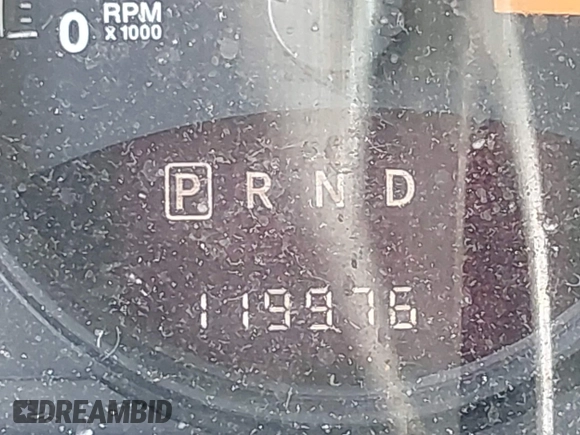 RPM
0 x 1000
P R N D
119976
DREAMBID